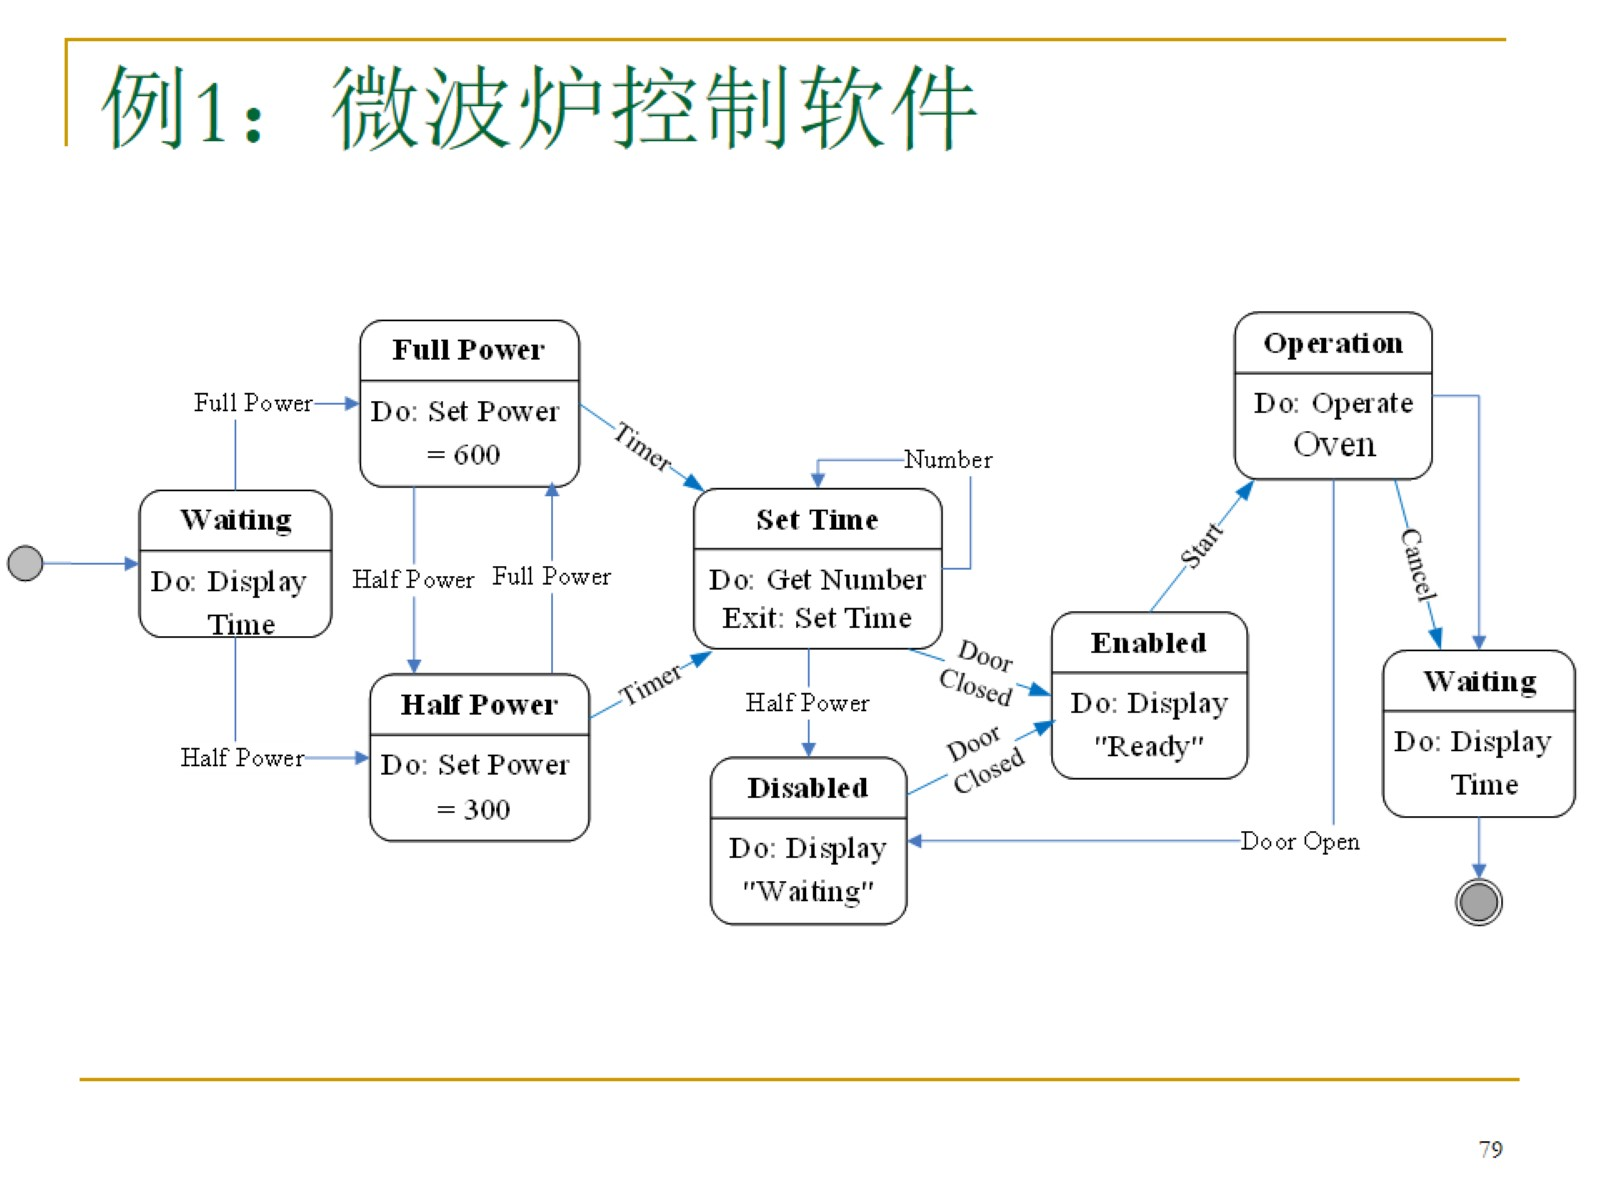 例1：微波炉控制软件
Full Power
Do: Set Power
= 600
Full Power
Timer
Waiting
Do: Display
Time
Half Power
Full Power
Half Power
Half Power
Do: Set Power
= 300
Timer
Number
Set Time
Do: Get Number
Exit: Set Time
Half Power
Door
Closed
Door
Closed
Disabled
Do: Display
"Waiting"
Enabled
Do: Display
"Ready"
Start
Operation
Do: Operate
Oven
Cancel
Door Open
Waiting
Do: Display
Time
79